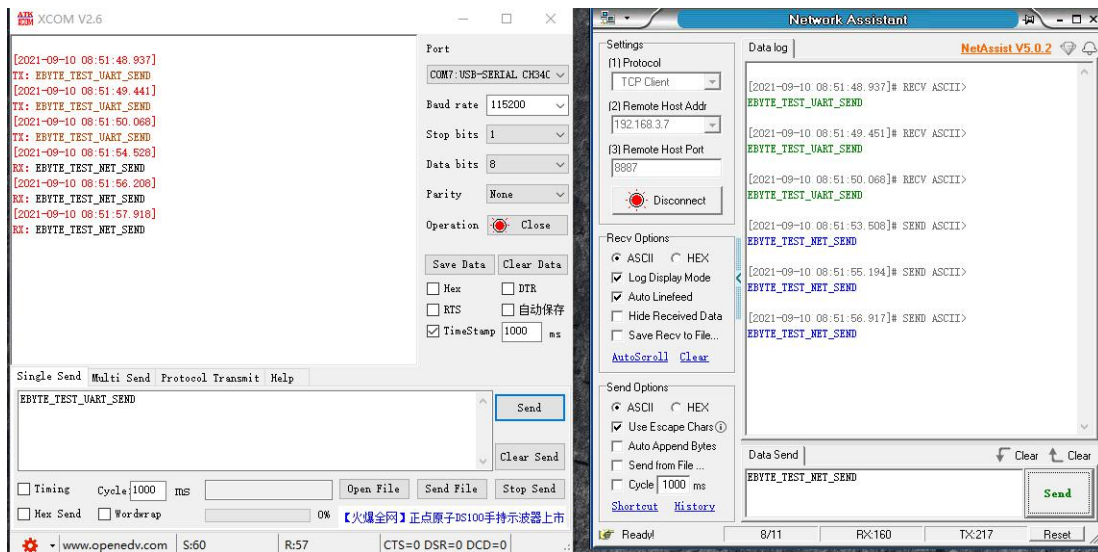 ATK
XCOM XCOM V2.6
[2021-09-10 08:51:48.937]
TX: EBYTE_TEST_UART_SEND
[2021-09-10 08:51:49.441]
TX: EBYTE_TEST_UART_SEND
[2021-09-10 08:51:50.068]
TX: EBYTE_TEST_UART_SEND
[2021-09-10 08:51:54.528]
RX: EBYTE_TEST_NET_SEND
[2021-09-10 08:51:56.208]
RX: EBYTE_TEST_NET_SEND
[2021-09-10 08:51:57.918]
RX: EBYTE_TEST_NET_SEND
Port
COM7:USB-SERIAL CH340
Baud rate 115200
Stop bits 1
Data bits 8
Parity None
Operation Close
Save Data Clear Data
Hex DTR
RTS 自动保存
TimeStamp 1000 ms
Single Send Multi Send Protocol Transmit Help
EBYTE_TEST_UART_SEND
Send
Clear Send
Timing Cycle: 1000 ms Open File Send File Stop Send
Hex Send Wordwrap 0% 【火爆全网】正点原子DS100手持示波器上市
www.openedv.com S:60 R:57 CTS=0 DSR=0 DCD=0
Network Assistant
Settings
(1) Protocol
TCP Client
(2) Remote Host Addr
192.168.3.7
(3) Remote Host Port
8887
Disconnect
Recv Options
ASCII HEX
Log Display Mode
Auto Linefeed
Hide Received Data
Save Recv to File...
AutoScroll Clear
Send Options
ASCII HEX
Use Escape Chars
Auto Append Bytes
Send from File ...
Cycle 1000 ms
Shortcut History
Data log NetAssist V5.0.2
[2021-09-10 08:51:48.937]# RECV ASCII>
EBYTE_TEST_UART_SEND
[2021-09-10 08:51:49.451]# RECV ASCII>
EBYTE_TEST_UART_SEND
[2021-09-10 08:51:50.068]# RECV ASCII>
EBYTE_TEST_UART_SEND
[2021-09-10 08:51:53.508]# SEND ASCII>
EBYTE_TEST_NET_SEND
[2021-09-10 08:51:55.194]# SEND ASCII>
EBYTE_TEST_NET_SEND
[2021-09-10 08:51:56.917]# SEND ASCII>
EBYTE_TEST_NET_SEND
Data Send Clear Clear
EBYTE_TEST_NET_SEND
Send
Ready! 8/11 RX:160 TX:217 Reset